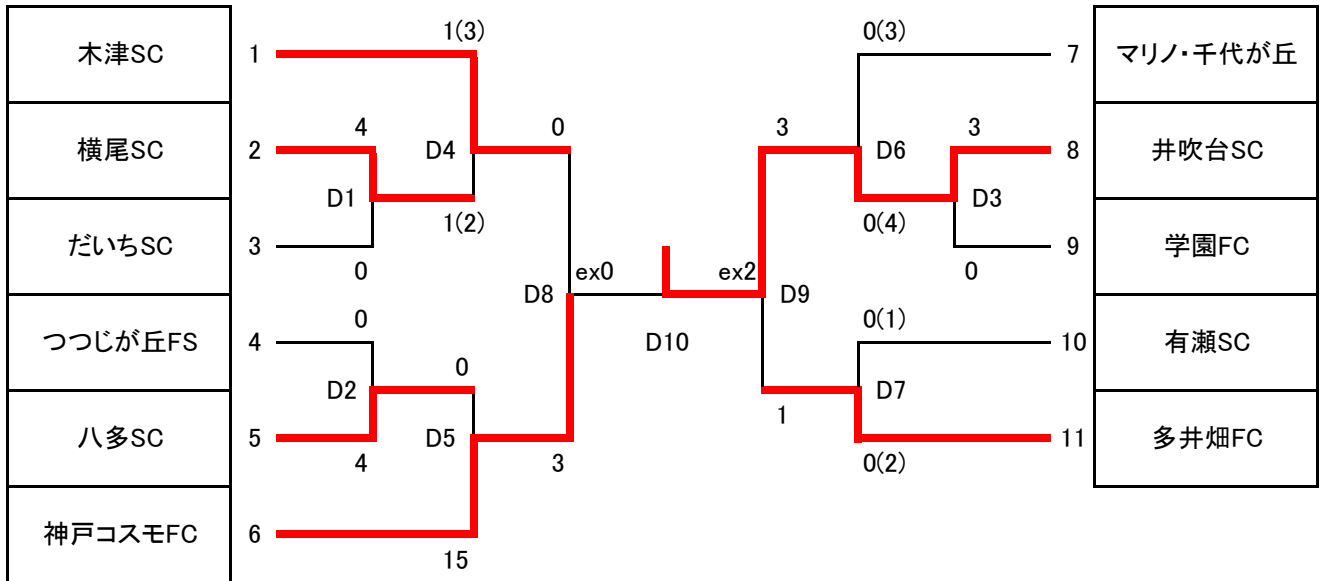 木津SC
1
1(3)
横尾SC
2
4
D4
0
D1
だいち SC
3
0
1(2)
つつじが丘FS
4
0
D2
0
八多SC
5
4
D5
3
神戸コスモFC
6
15
D8
ex0
ex2
D9
D10
0(3)
7
マリノ・千代が丘
3
D6
3
8
井吹台SC
D3
0(4)
0
9
学園FC
0(1)
10
有瀬SC
D7
1
0(2)
11
多井畑FC